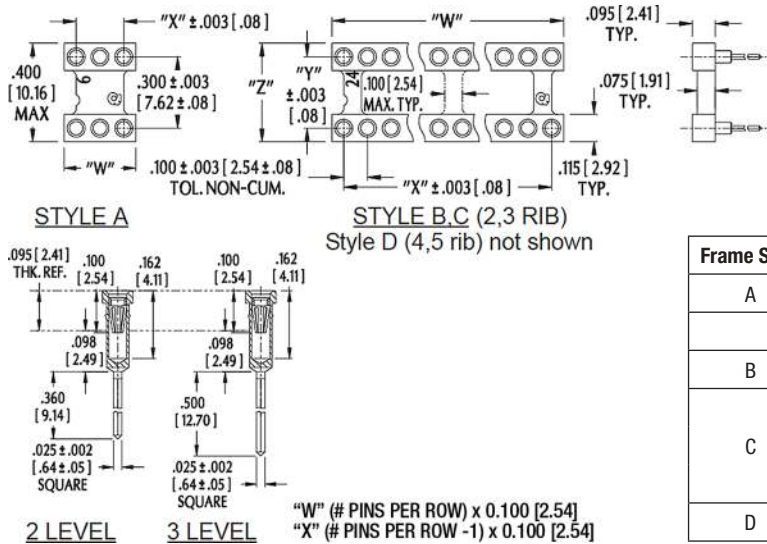 "X" ±.003 [.08]
.400
[10.16]
MAX
6
.300 ±.003
[7.62 ±.08]
"W"
.100 ±.003 [2.54 ±.08]
TOL. NON-CUM.
STYLE A
"W"
"Z"
"Y"
±.003
[.08]
24
.100 [2.54]
MAX. TYP.
"X" ±.003 [.08]
.115 [2.92]
TYP.
STYLE B,C (2,3 RIB)
Style D (4,5 rib) not shown
.095 [2.41]
TYP.
.075 [1.91]
TYP.
.095 [2.41]
THK. REF.
.100
[2.54]
.162
[4.11]
.098
[2.49]
.360
[9.14]
.025 ±.002
[.64 ±.05]
SQUARE
2 LEVEL
.100
[2.54]
.162
[4.11]
.098
[2.49]
.500
[12.70]
.025 ±.002
[.64 ±.05]
SQUARE
3 LEVEL
"W" (# PINS PER ROW) x 0.100 [2.54]
"X" (# PINS PER ROW -1) x 0.100 [2.54]
Frame S
A
B
C
D